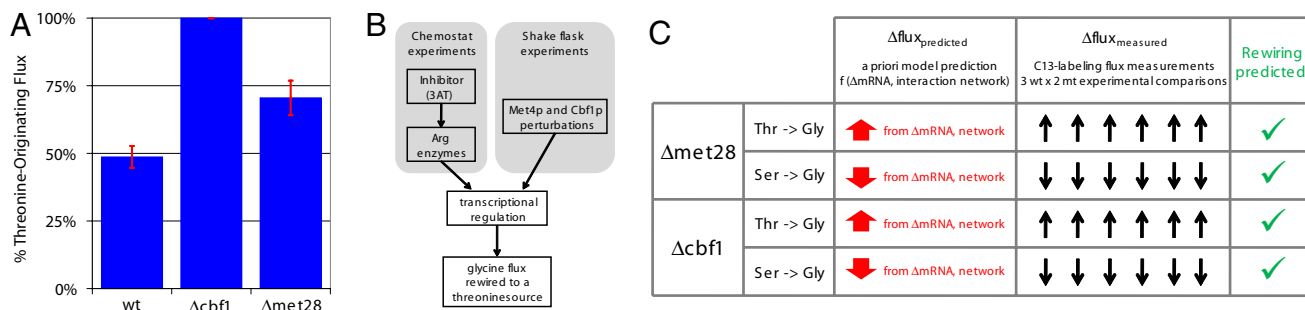 A
% Threonine-Originating Flux
100%
75%
50%
25%
0%
wt
Δcbf1
Δmet28
B
Chemostat
experiments
Shake flask
experiments
Inhibitor
(3AT)
Arg
enzymes
Met4p and Cbf1p
perturbations
transcriptional
regulation
glycine flux
rewired to a
threoninesource
C
Δfluxpredicted
a priori model prediction
f (ΔmRNA, interaction network)
Δfluxmeasured
C13-labeling flux measurements
3 wt x 2 mt experimental comparisons
Rewiring
predicted
Δmet28
Thr -> Gly
from ΔmRNA, network
Ser -> Gly
from ΔmRNA, network
Δcbf1
Thr -> Gly
from ΔmRNA, network
Ser -> Gly
from ΔmRNA, network